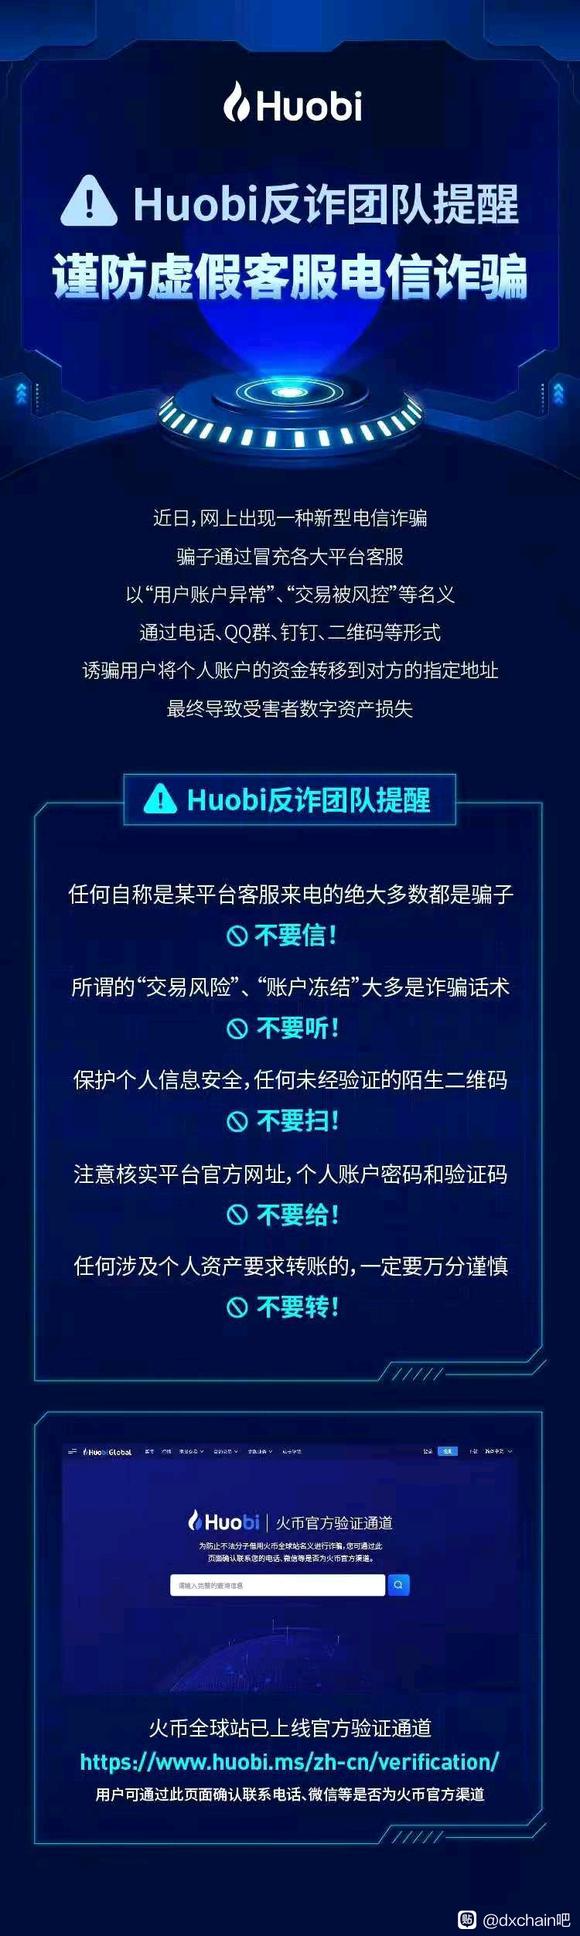 Huobi
Huobi反诈团队提醒
谨防虚假客服电信诈骗
近日,网上出现一种新型电信诈骗
骗子通过冒充各大平台客服
以“用户账户异常”、“交易被风控”等名义
通过电话、QQ群、钉钉、二维码等形式
诱骗用户将个人账户的资金转移到对方的指定地址
最终导致受害者数字资产损失
Huobi反诈团队提醒
任何自称是某平台客服来电的绝大多数都是骗子
不要信!
所谓的“交易风险”、“账户冻结”大多是诈骗话术
不要听!
保护个人信息安全,任何未经验证的陌生二维码
不要扫!
注意核实平台官方网址,个人账户密码和验证码
不要给!
任何涉及个人资产要求转账的,一定要万分谨慎
不要转!
Huobi Global
Huobi | 火币官方验证通道
为防止不法分子借用火币全球站名义进行诈骗,您可通过此
页面确认联系您的电话、微信等是否为火币官方渠道。
请输入完整的查询信息
火币全球站已上线官方验证通道
https://www.huobi.ms/zh-cn/verification/
用户可通过此页面确认联系电话、微信等是否为火币官方渠道
贴 @dxchain吧